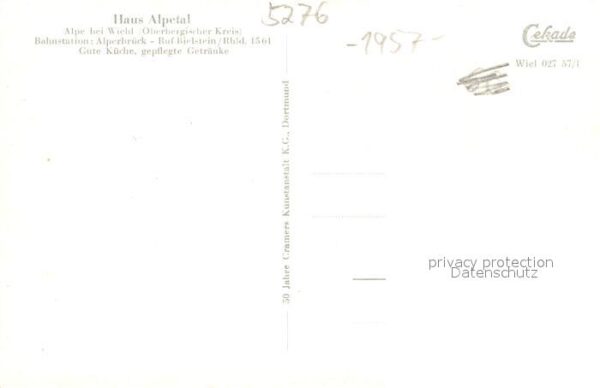 Haus Alpetal
Alpe bei Wiehl (Oberbergischer Kreis)
Bahnstation: Alperbrück - Ruf Bielstein/Rhld. 1561
Gute Küche, gepflegte Getränke
5276
-1957-
Cekade
Wiel 027 57/1
50 Jahre Cramers Kunstanstalt K.G., Dortmund
privacy protection
Datenschutz